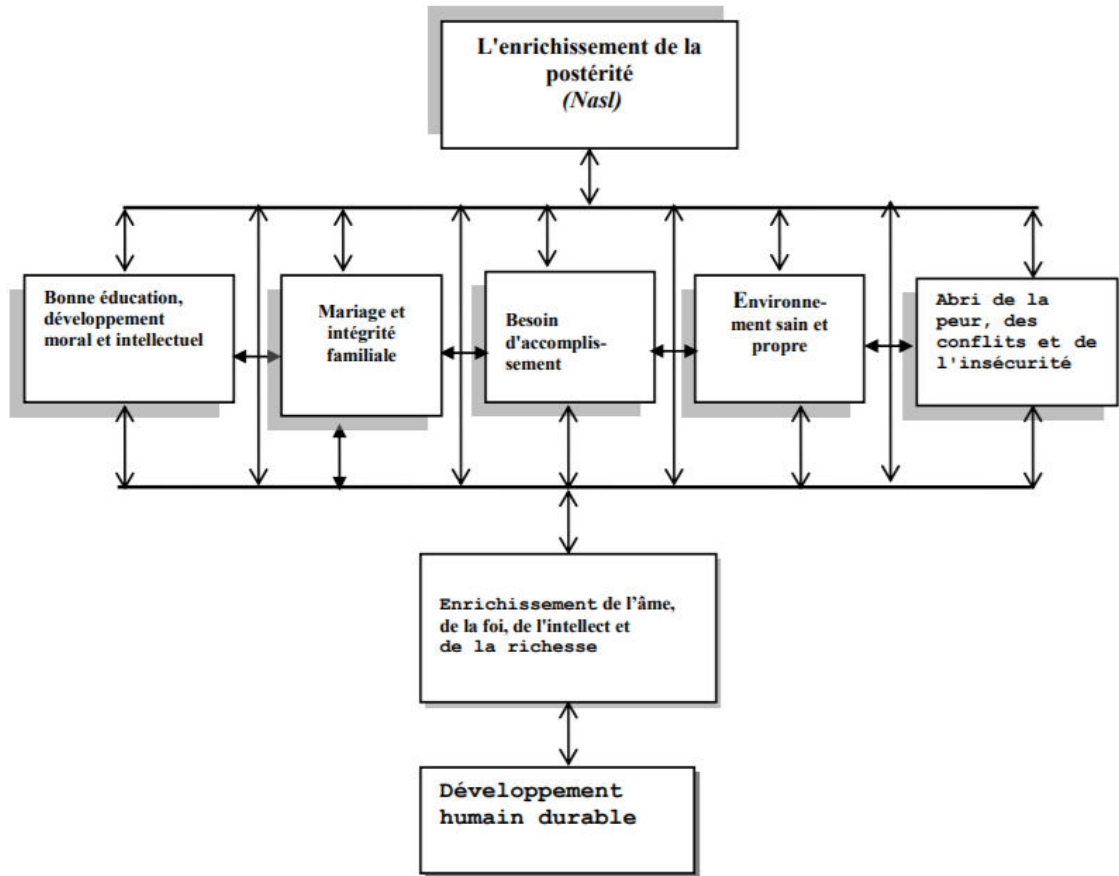 L'enrichissement de la
postérité
(Nasl)
Bonne éducation,
développement
moral et intellectuel
Mariage et
intégrité
familiale
Besoin
d'accomplis-
sement
Environne-
ment sain et
propre
Abri de la
peur, des
conflits et de
l'insécurité
Enrichissement de l’âme,
de la foi, de l'intellect et
de la richesse
Développement
humain durable